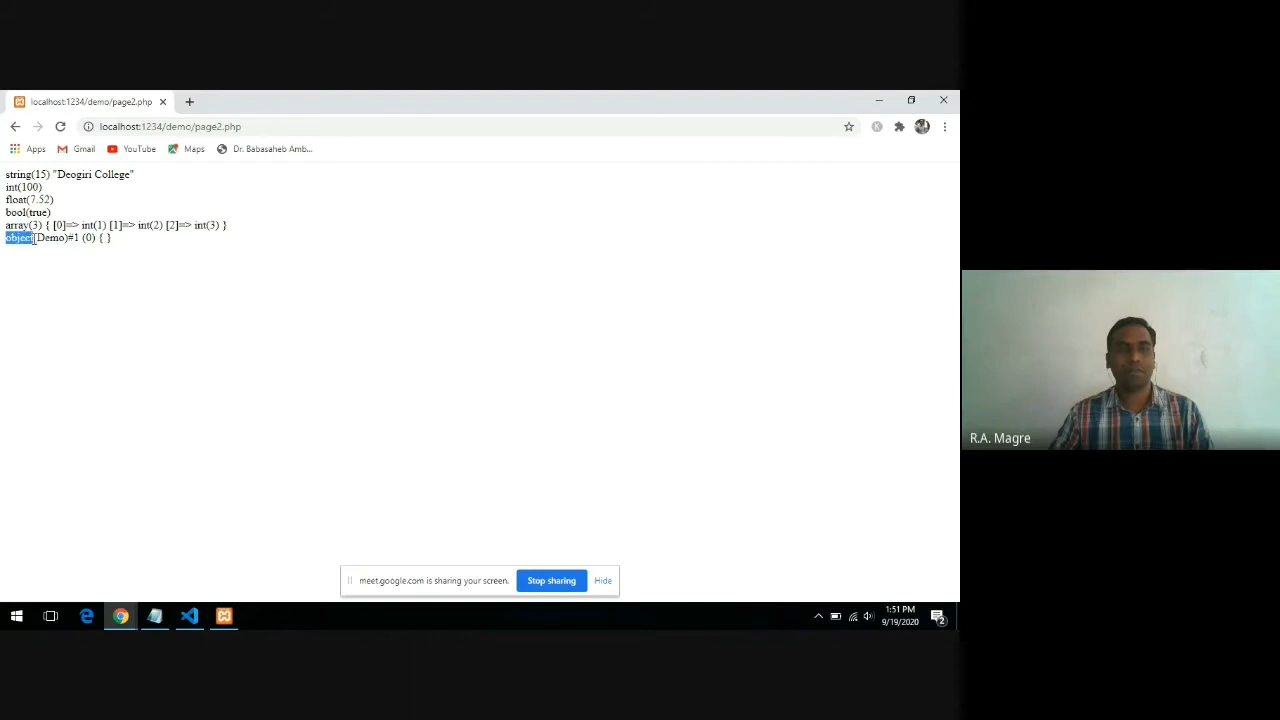 localhost:1234/demo/page2.php
localhost:1234/demo/page2.php
Apps Gmail YouTube Maps Dr. Babasaheb Amb...
string(15) "Deogiri College"
int(100)
float(7.52)
bool(true)
array(3) { [0]=> int(1) [1]=> int(2) [2]=> int(3) }
object(Demo)#1 (0) { }
R.A. Magre
meet.google.com is sharing your screen. Stop sharing Hide
1:51 PM
9/19/2020
2